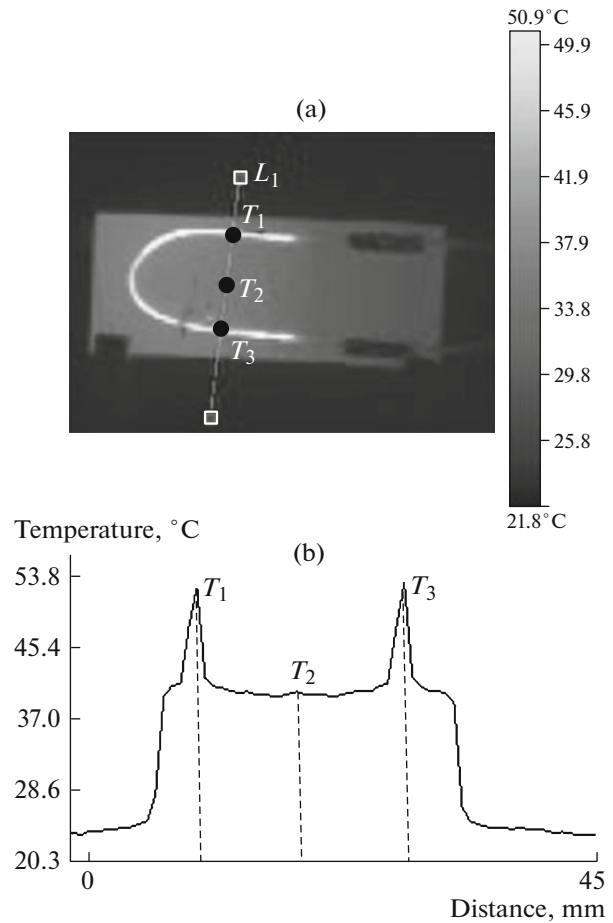 50.9°C
49.9
45.9
41.9
37.9
33.8
29.8
25.8
21.8°C
(a)
L1
T1
T2
T3
Temperature, °C
(b)
53.8
45.4
37.0
28.6
20.3
T1
T2
T3
0
45
Distance, mm